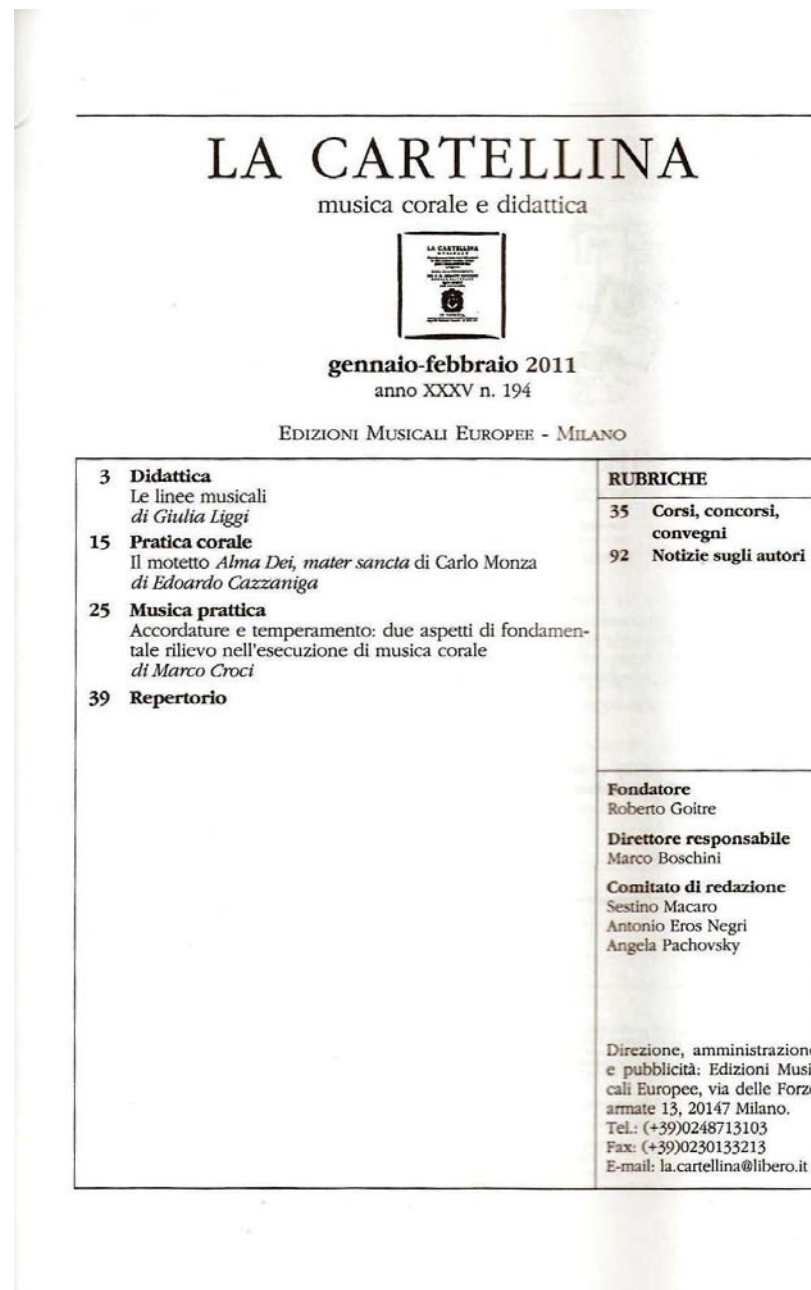 LA CARTELLINA
musica corale e didattica
LA CARTELLINA
gennaio-febbraio 2011
anno XXXV n. 194
EDIZIONI MUSICALI EUROPEE - MILANO
3 Didattica
Le linee musicali
di Giulia Liggi
15 Pratica corale
Il motetto Alma Dei, mater sancta di Carlo Monza
di Edoardo Cazzaniga
25 Musica prattica
Accordature e temperamento: due aspetti di fondamen-
tale rilievo nell'esecuzione di musica corale
di Marco Croci
39 Repertorio
RUBRICHE
35 Corsi, concorsi,
convegni
92 Notizie sugli autori
Fondatore
Roberto Goitre
Direttore responsabile
Marco Boschini
Comitato di redazione
Sestino Macaro
Antonio Eros Negri
Angela Pachovsky
Direzione, amministrazione
e pubblicità: Edizioni Musi
cali Europee, via delle Forze
armate 13, 20147 Milano.
Tel.: (+39)0248713103
Fax: (+39)0230133213
E-mail: la.cartellina@libero.it